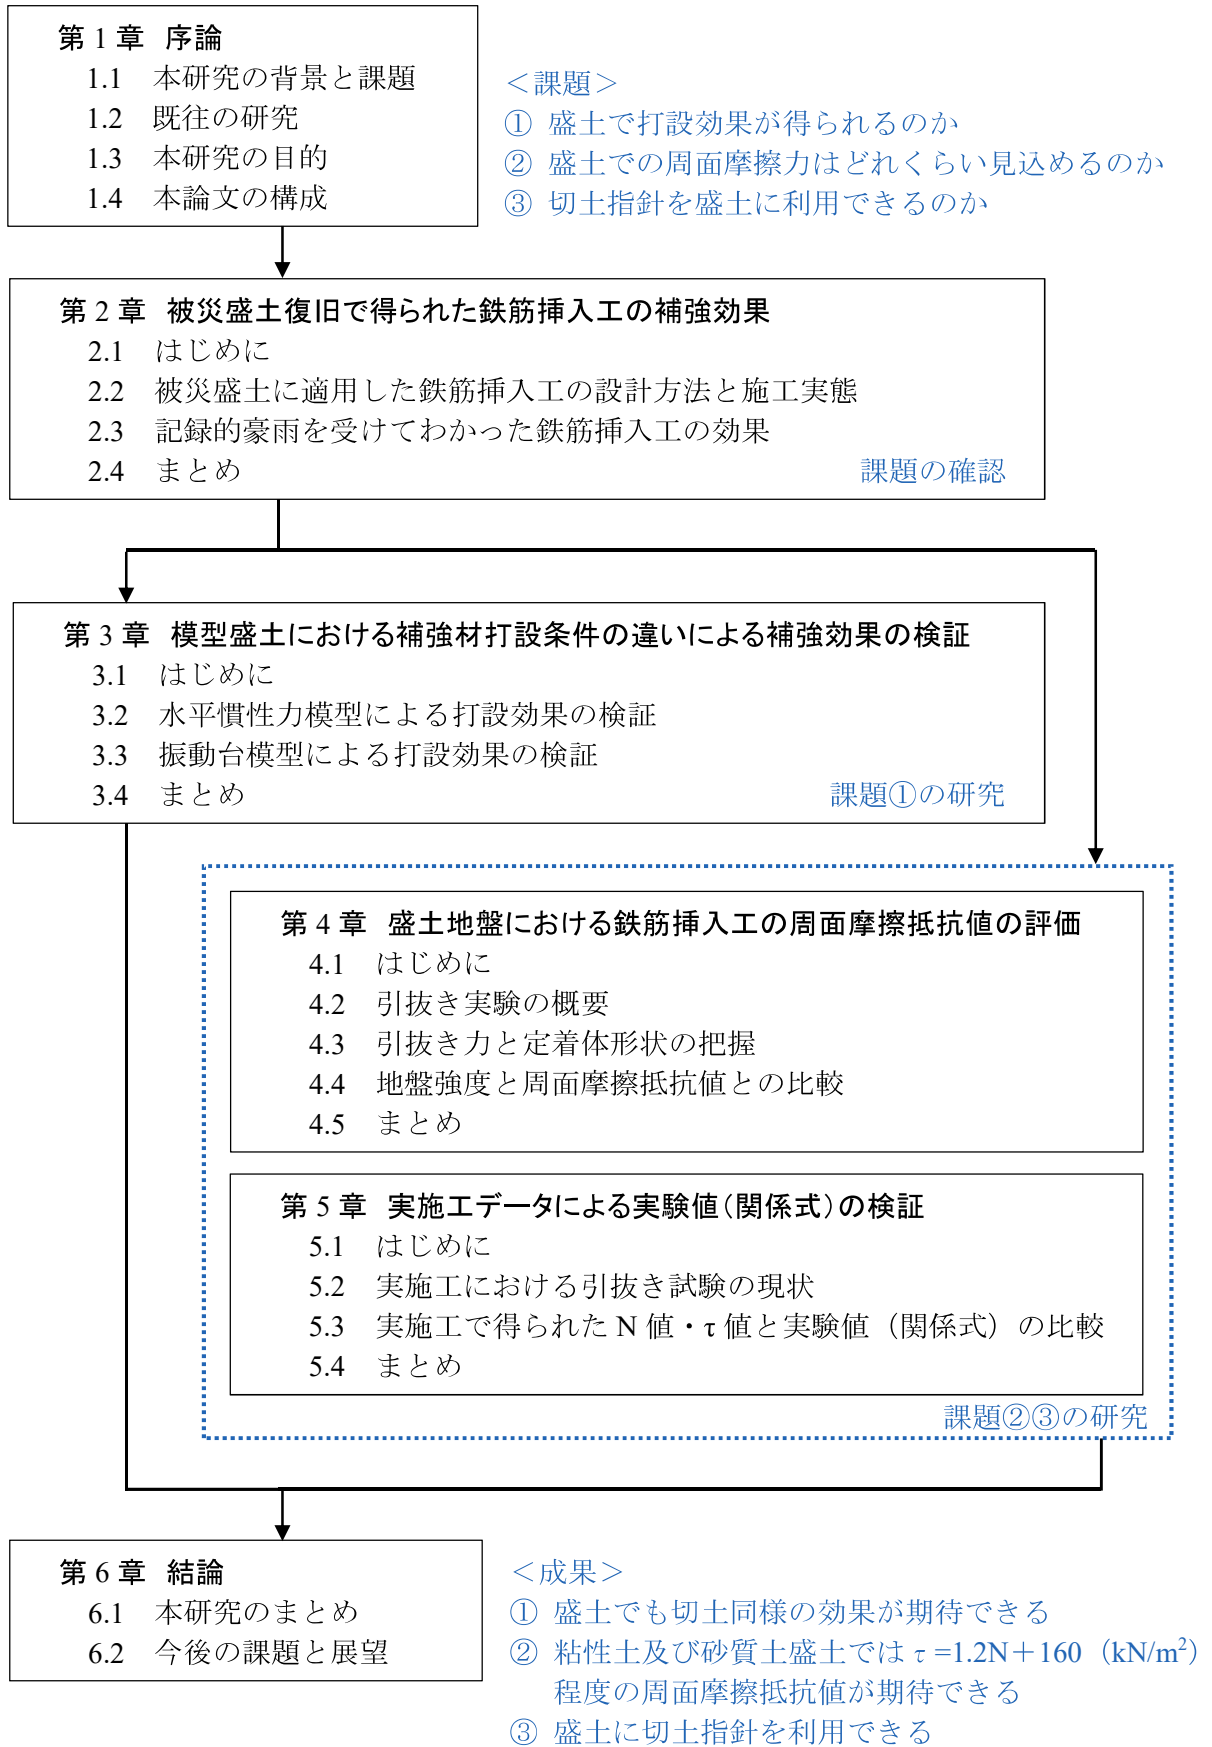 第 1 章 序論
1.1 本研究の背景と課題
1.2 既往の研究
1.3 本研究の目的
1.4 本論文の構成
＜課題＞
① 盛土で打設効果が得られるのか
② 盛土での周面摩擦力はどれくらい見込めるのか
③ 切土指針を盛土に利用できるのか
第 2 章 被災盛土復旧で得られた鉄筋挿入工の補強効果
2.1 はじめに
2.2 被災盛土に適用した鉄筋挿入工の設計方法と施工実態
2.3 記録的豪雨を受けてわかった鉄筋挿入工の効果
2.4 まとめ
課題の確認
第 3 章 模型盛土における補強材打設条件の違いによる補強効果の検証
3.1 はじめに
3.2 水平慣性力模型による打設効果の検証
3.3 振動台模型による打設効果の検証
3.4 まとめ
課題①の研究
第 4 章 盛土地盤における鉄筋挿入工の周面摩擦抵抗値の評価
4.1 はじめに
4.2 引抜き実験の概要
4.3 引抜き力と定着体形状の把握
4.4 地盤強度と周面摩擦抵抗値との比較
4.5 まとめ
第 5 章 実施工データによる実験値（関係式）の検証
5.1 はじめに
5.2 実施工における引抜き試験の現状
5.3 実施工で得られた N 値・τ 値と実験値（関係式）の比較
5.4 まとめ
課題②③の研究
第 6 章 結論
6.1 本研究のまとめ
6.2 今後の課題と展望
＜成果＞
① 盛土でも切土同様の効果が期待できる
② 粘性土及び砂質土盛土では τ =1.2N＋160（kN/m²）
程度の周面摩擦抵抗値が期待できる
③ 盛土に切土指針を利用できる